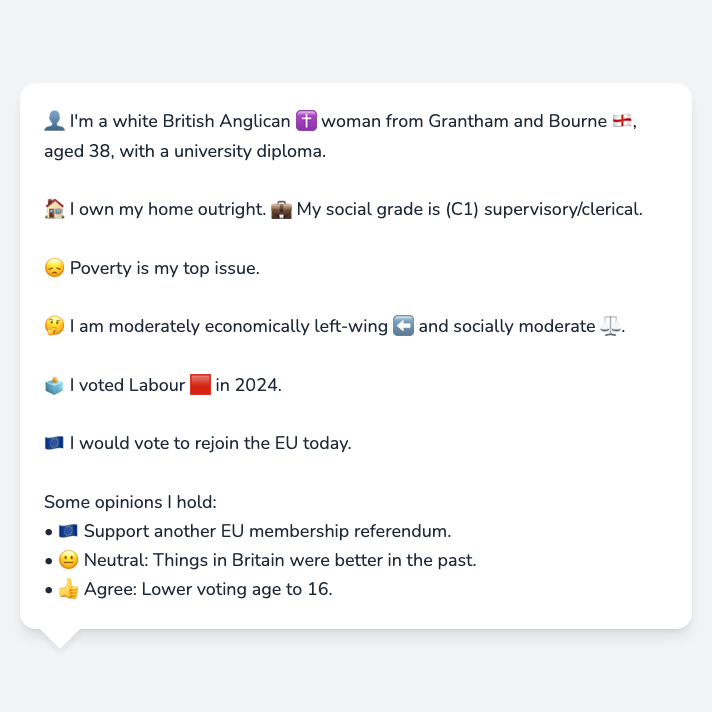 👤 I'm a white British Anglican ✝️ woman from Grantham and Bourne 🏴󠁧󠁢󠁥󠁮󠁧󠁿,
aged 38, with a university diploma.
🏠 I own my home outright. 💼 My social grade is (C1) supervisory/clerical.
😞 Poverty is my top issue.
🤔 I am moderately economically left-wing ⬅️ and socially moderate ⚖️.
🗳️ I voted Labour 🟥 in 2024.
🇪🇺 I would vote to rejoin the EU today.
Some opinions I hold:
• 🇪🇺 Support another EU membership referendum.
• 😐 Neutral: Things in Britain were better in the past.
• 👍 Agree: Lower voting age to 16.